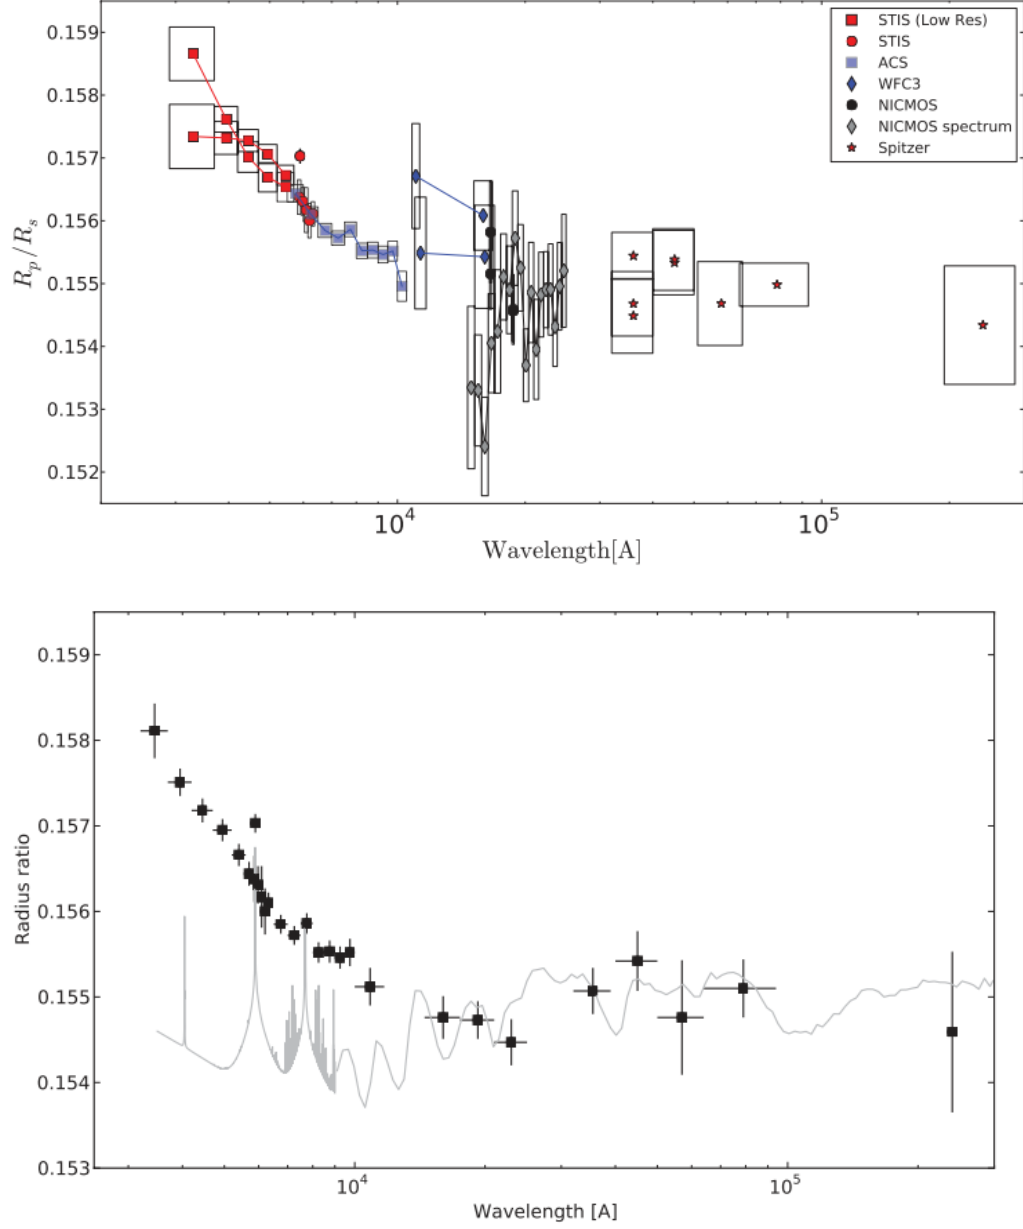 0.159
0.158
0.157
0.156
0.155
0.154
0.153
0.152
R_p/R_s
STIS (Low Res)
STIS
ACS
WFC3
NICMOS
NICMOS spectrum
Spitzer
10^4
10^5
Wavelength[A]
0.159
0.158
0.157
0.156
0.155
0.154
0.153
Radius ratio
10^4
10^5
Wavelength [A]